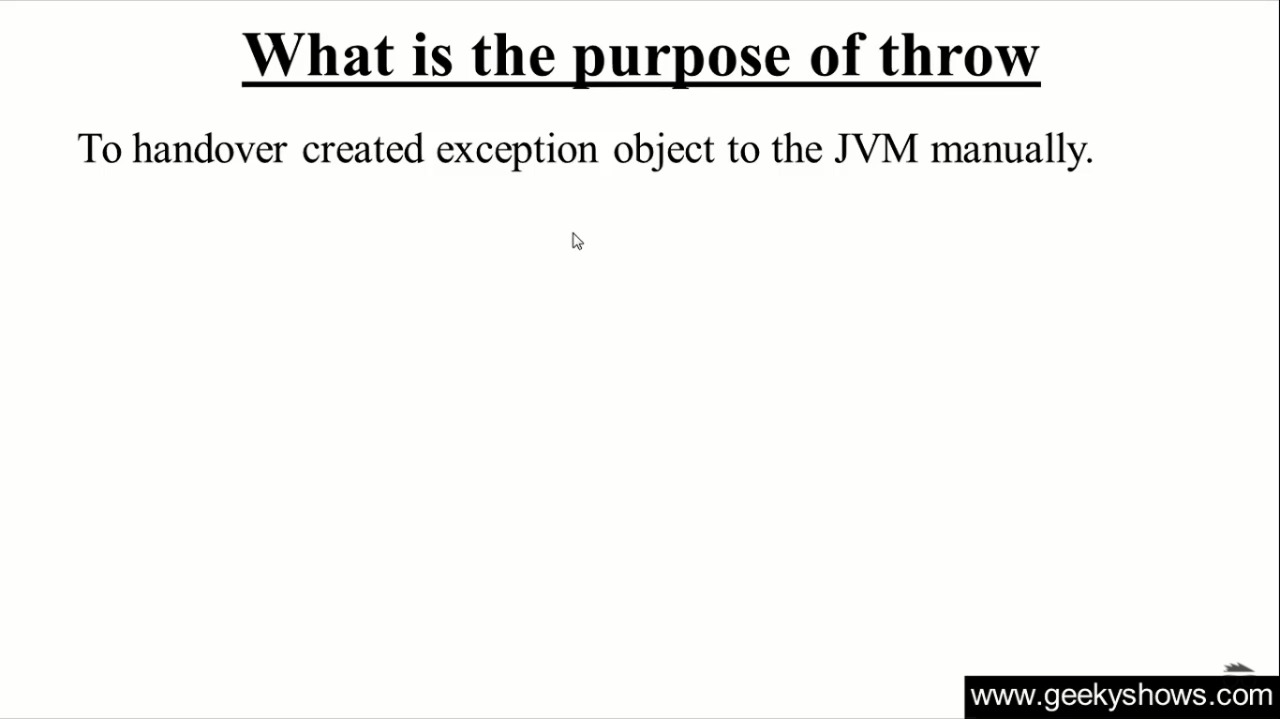 What is the purpose of throw
To handover created exception object to the JVM manually.
www.geekyshows.com